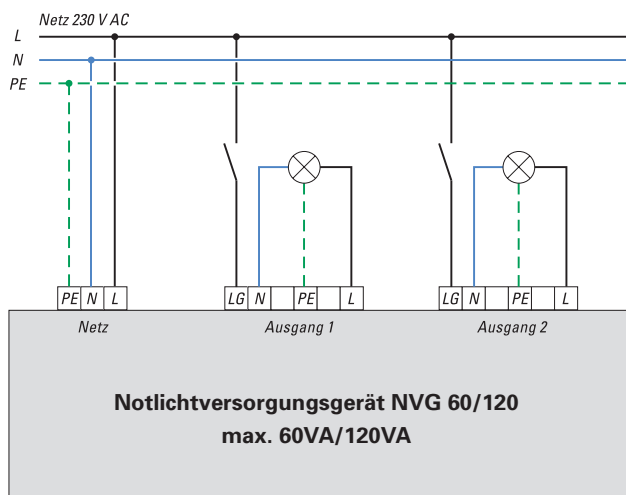 Netz 230 V AC
L
N
PE
PE N L
LG N PE L
LG N PE L
Netz
Ausgang 1
Ausgang 2
Notlichtversorgungsgerät NVG 60/120
max. 60VA/120VA